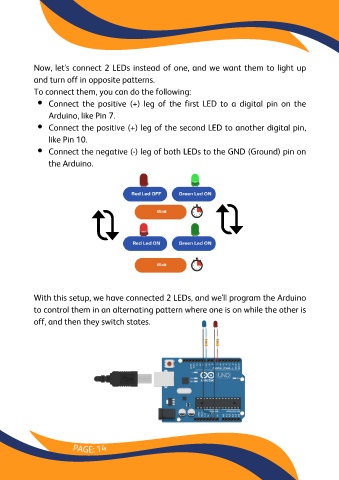 Now, let's connect 2 LEDs instead of one, and we want them to light up
and turn off in opposite patterns.
To connect them, you can do the following:
• Connect the positive (+) leg of the first LED to a digital pin on the
Arduino, like Pin 7.
• Connect the positive (+) leg of the second LED to another digital pin,
like Pin 10.
• Connect the negative (-) leg of both LEDs to the GND (Ground) pin on
the Arduino.
Red Led OFF Green Led ON
Wait
Red Led ON Green Led ON
Wait
With this setup, we have connected 2 LEDs, and we'll program the Arduino
to control them in an alternating pattern where one is on while the other is
off, and then they switch states.
UNO
PAGE: 14